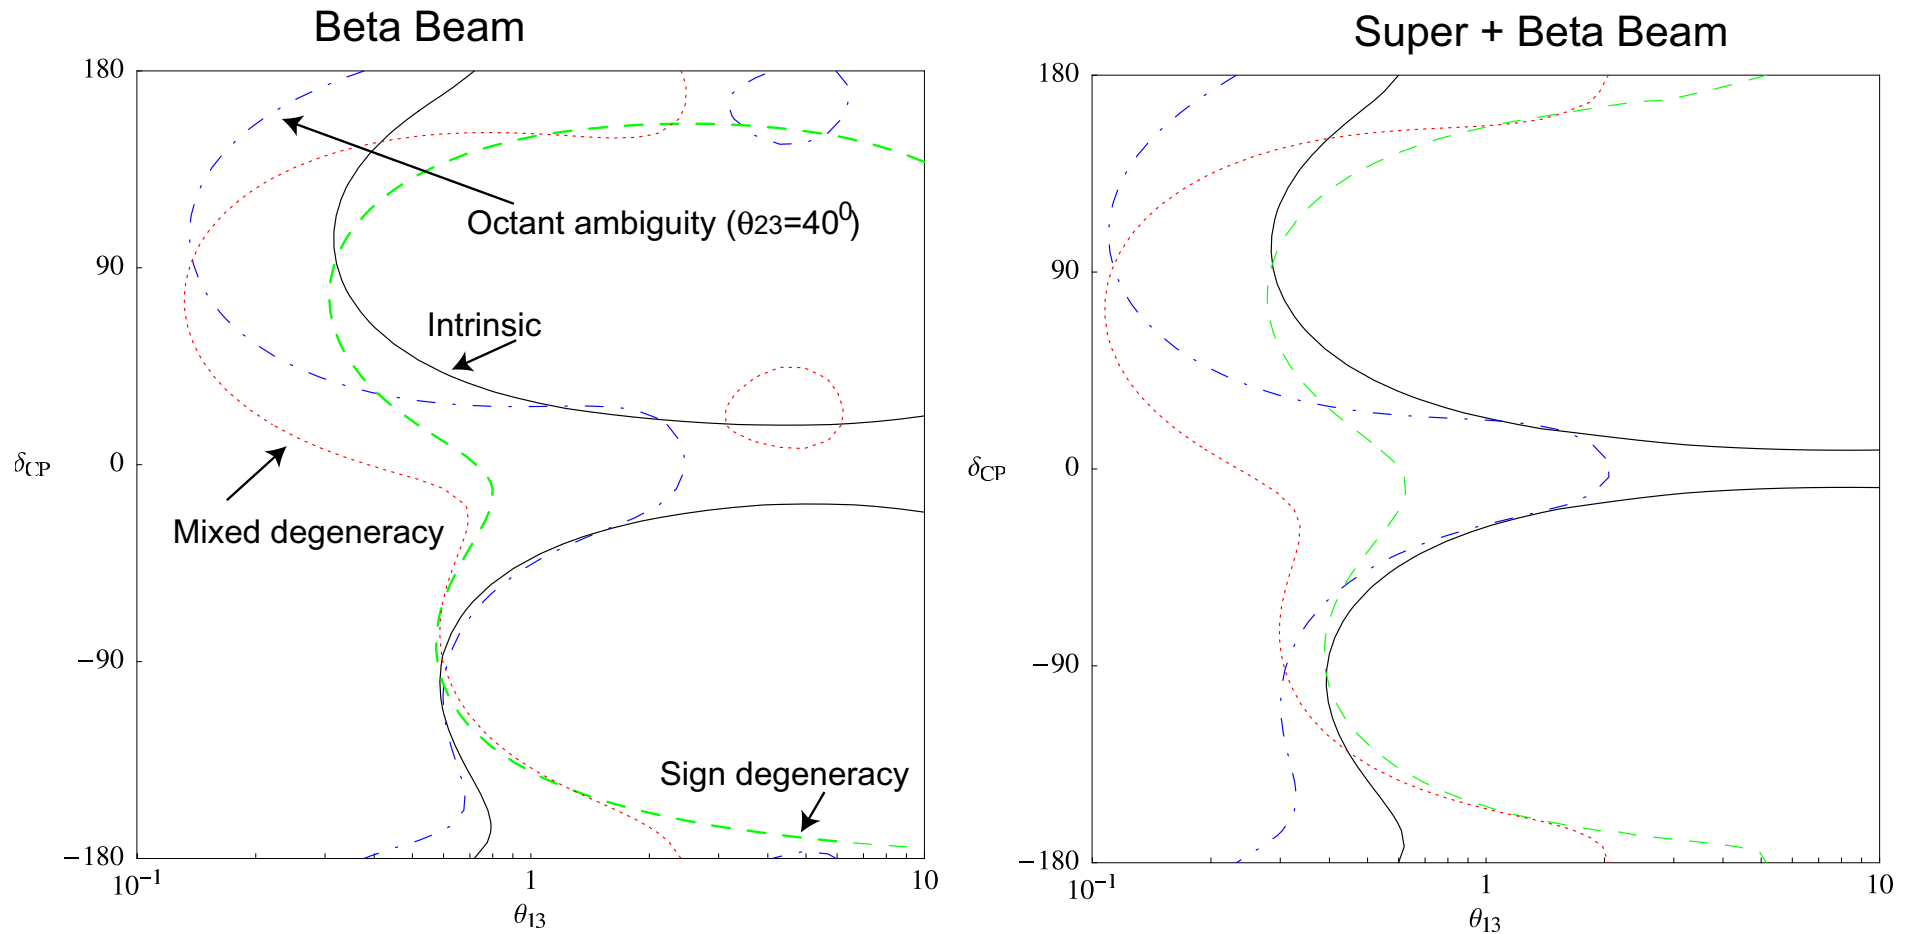 Beta Beam
180
90
0
−90
−180
δCP
10⁻¹
1
10
θ13
Octant ambiguity (θ23=40⁰)
Intrinsic
Mixed degeneracy
Sign degeneracy
Super + Beta Beam
180
90
0
−90
−180
δCP
10⁻¹
1
10
θ13